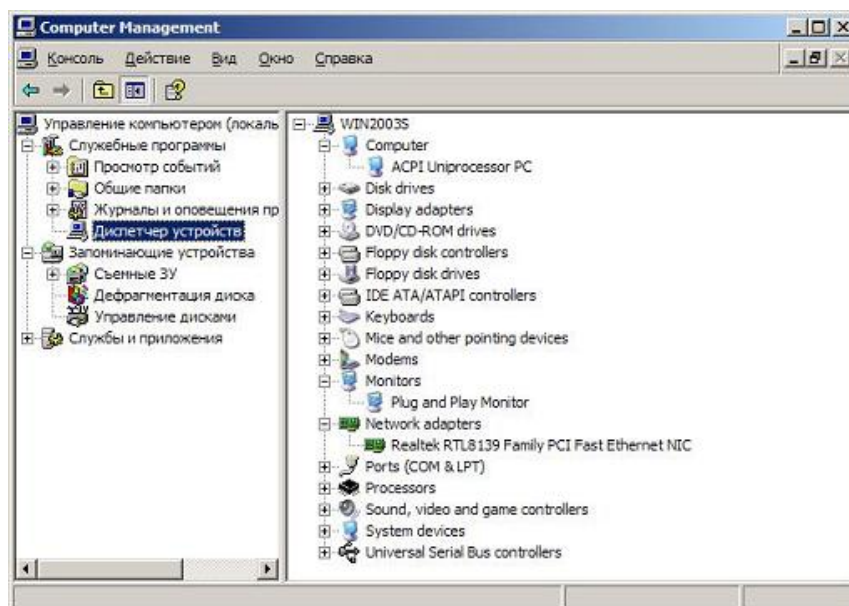 Computer Management
Консоль Действие Вид Окно Справка
Управление компьютером (локаль
Служебные программы
Просмотр событий
Общие папки
Журналы и оповещения пр
Диспетчер устройств
Запоминающие устройства
Съемные ЗУ
Дефрагментация диска
Управление дисками
Службы и приложения
WIN2003S
Computer
ACPI Uniprocessor PC
Disk drives
Display adapters
DVD/CD-ROM drives
Floppy disk controllers
Floppy disk drives
IDE ATA/ATAPI controllers
Keyboards
Mice and other pointing devices
Modems
Monitors
Plug and Play Monitor
Network adapters
Realtek RTL8139 Family PCI Fast Ethernet NIC
Ports (COM & LPT)
Processors
Sound, video and game controllers
System devices
Universal Serial Bus controllers